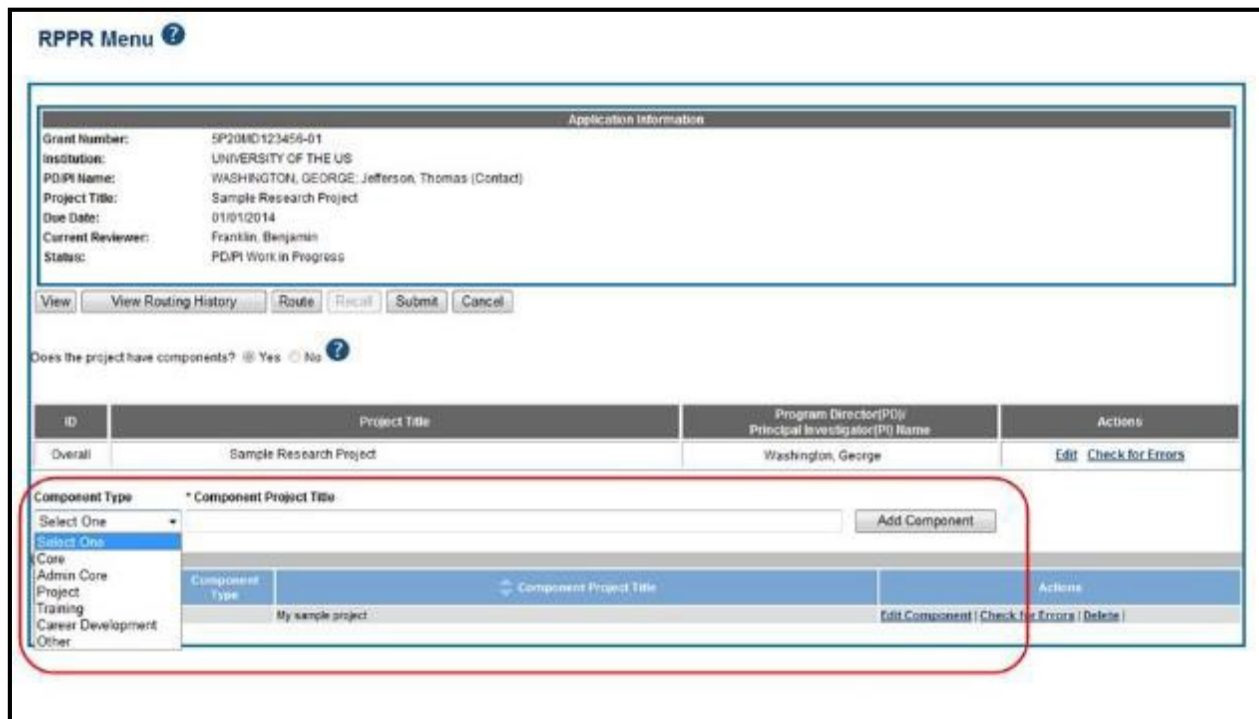 RPPR Menu ?
Application Information
Grant Number: 5P20MD123456-01
Institution: UNIVERSITY OF THE US
PD/PI Name: WASHINGTON, GEORGE; Jefferson, Thomas (Contact)
Project Title: Sample Research Project
Due Date: 01/01/2014
Current Reviewer: Franklin, Benjamin
Status: PD/PI Work in Progress
View View Routing History Route Recall Submit Cancel
Does the project have components? Yes No ?
ID Project Title Program Director(PD)/ Actions
Principal Investigator(PI) Name
Overall Sample Research Project Washington, George Edit Check for Errors
Component Type * Component Project Title
Select One Add Component
Select One
Core
Admin Core
Project
Training
Career Development
Other
Component Type Component Project Title Actions
My sample project Edit Component | Check for Errors | Delete |